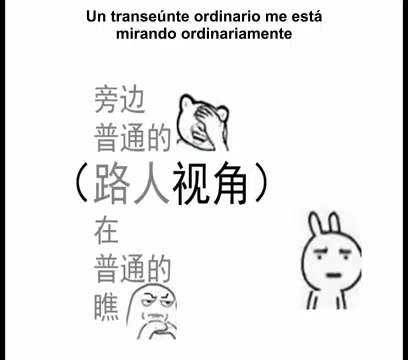 Un transeúnte ordinario me está
mirando ordinariamente
旁边
普通的
（路人视角）
在
普通的
瞧